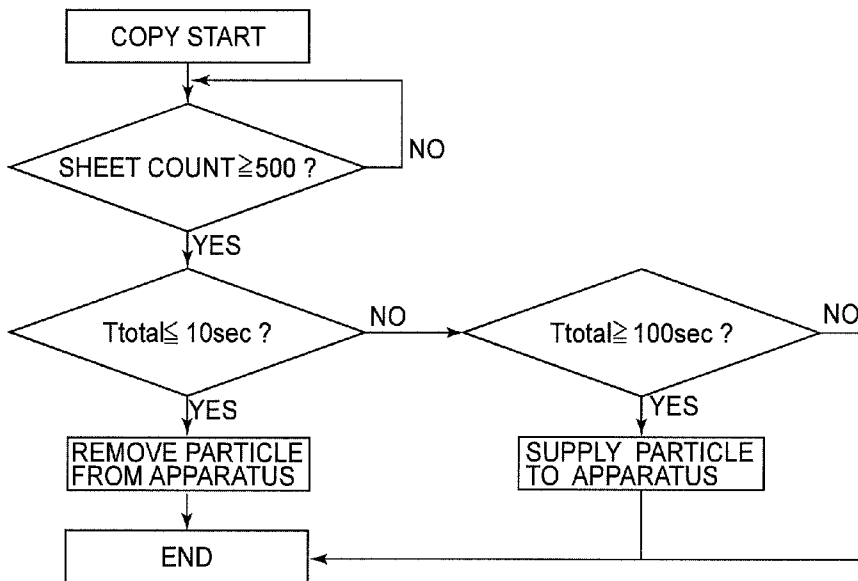 COPY START
SHEET COUNT≧500 ?
NO
YES
Ttotal≦ 10sec ?
NO
Ttotal≧ 100sec ?
NO
YES
YES
REMOVE PARTICLE
FROM APPARATUS
SUPPLY PARTICLE
TO APPARATUS
END